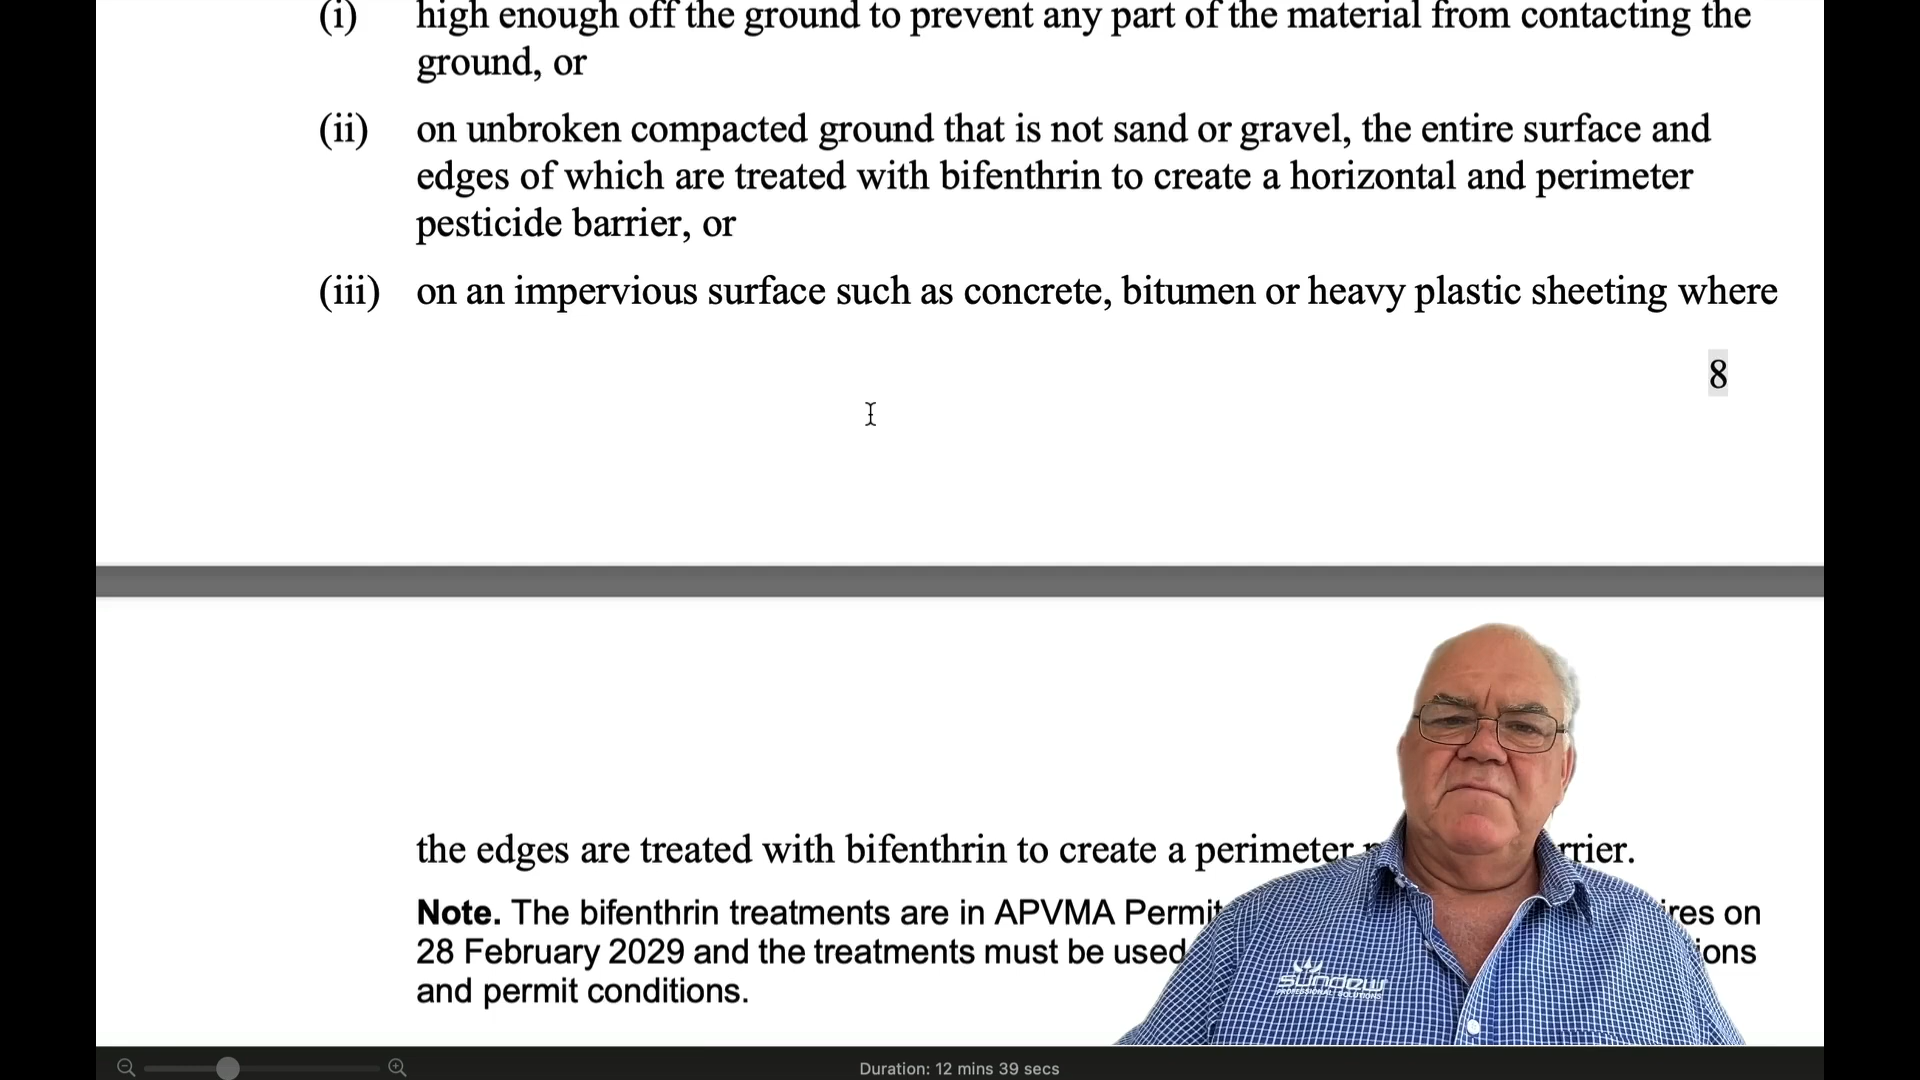 (i) high enough off the ground to prevent any part of the material from contacting the
ground, or
(ii) on unbroken compacted ground that is not sand or gravel, the entire surface and
edges of which are treated with bifenthrin to create a horizontal and perimeter
pesticide barrier, or
(iii) on an impervious surface such as concrete, bitumen or heavy plastic sheeting where
8
the edges are treated with bifenthrin to create a perimeter
Note. The bifenthrin treatments are in APVMA Permit on
28 February 2029 and the treatments must be used
and permit conditions.
sundew
PROFESSIONAL SOLUTIONS
Duration: 12 mins 39 secs